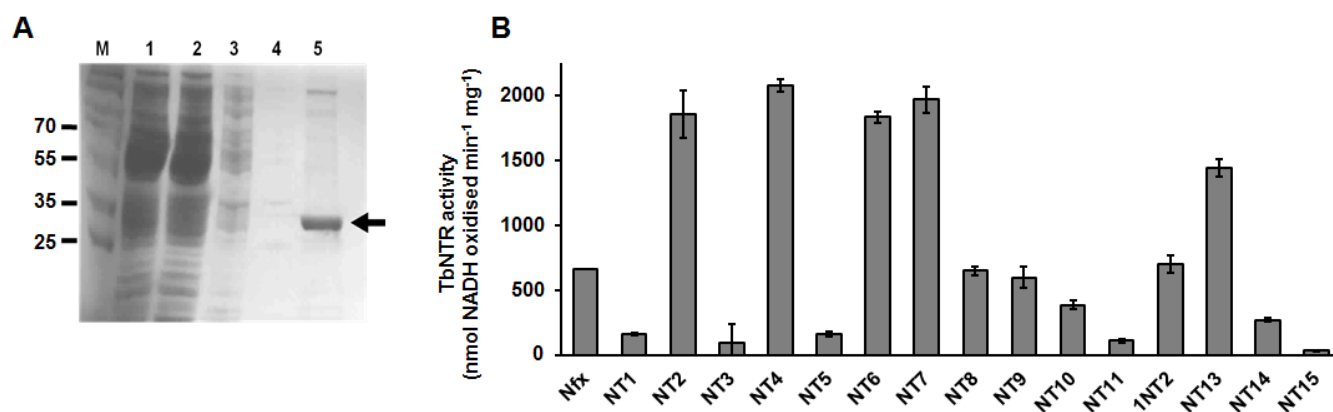 A
M 1 2 3 4 5
70
55
35
25
B
TbNTR activity
(nmol NADH oxidised min⁻¹ mg⁻¹)
2000
1500
1000
500
0
Nfx NT1 NT2 NT3 NT4 NT5 NT6 NT7 NT8 NT9 NT10 NT11 1NT2 NT13 NT14 NT15